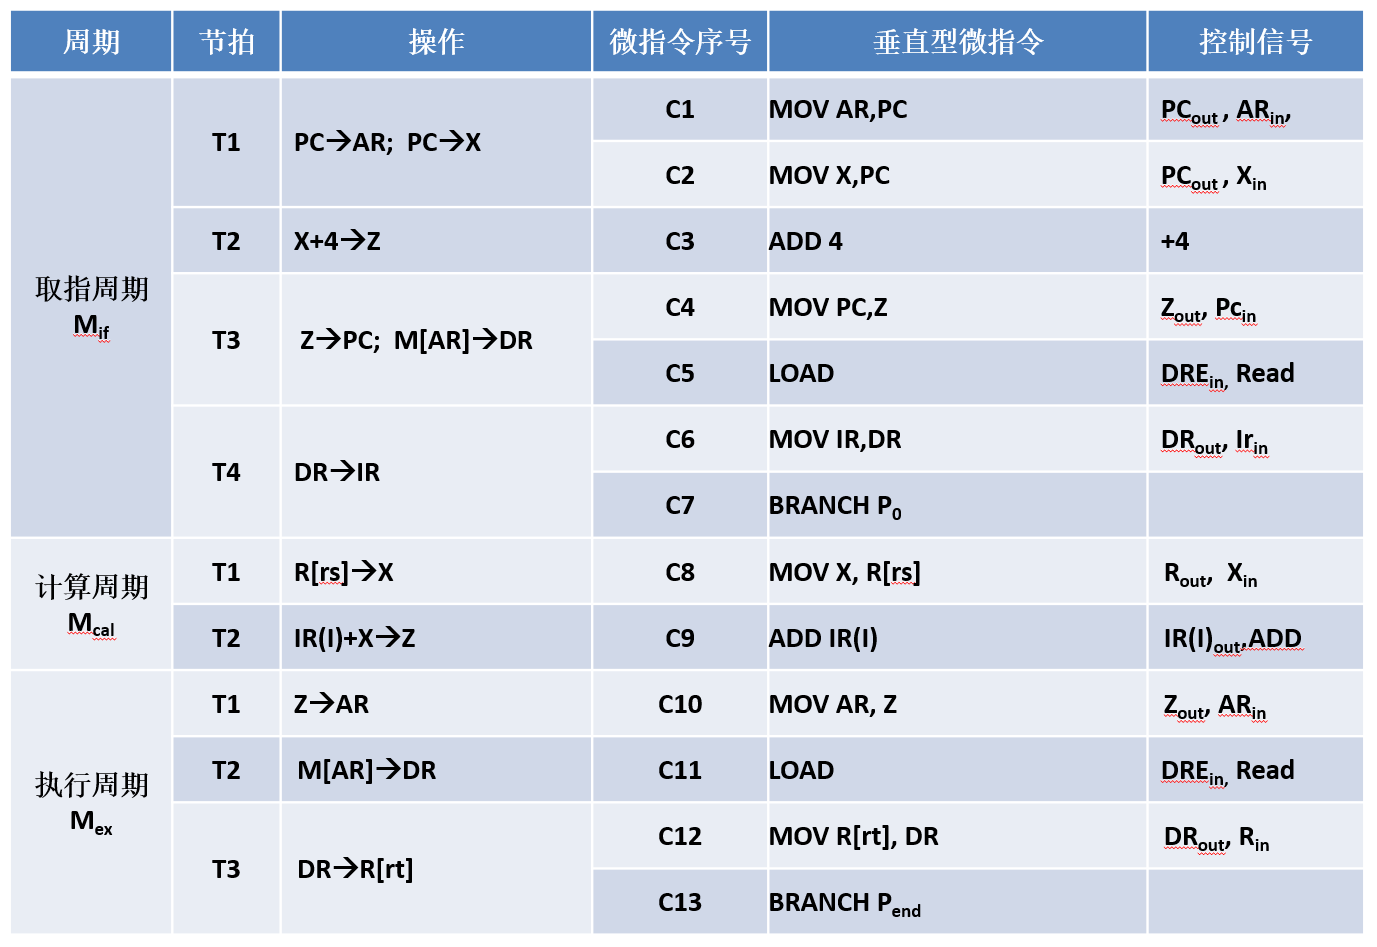 周期 节拍 操作 微指令序号 垂直型微指令 控制信号
取指周期
Mif
T1 PC→AR; PC→X C1 MOV AR,PC PCout , ARin,
C2 MOV X,PC PCout , Xin
T2 X+4→Z C3 ADD 4 +4
T3 Z→PC; M[AR]→DR C4 MOV PC,Z Zout, Pcin
C5 LOAD DREin, Read
T4 DR→IR C6 MOV IR,DR DRout, Irin
C7 BRANCH P0
计算周期
Mcal
T1 R[rs]→X C8 MOV X, R[rs] Rout, Xin
T2 IR(I)+X→Z C9 ADD IR(I) IR(I)out,ADD
执行周期
Mex
T1 Z→AR C10 MOV AR, Z Zout, ARin
T2 M[AR]→DR C11 LOAD DREin, Read
T3 DR→R[rt] C12 MOV R[rt], DR DRout, Rin
C13 BRANCH Pend